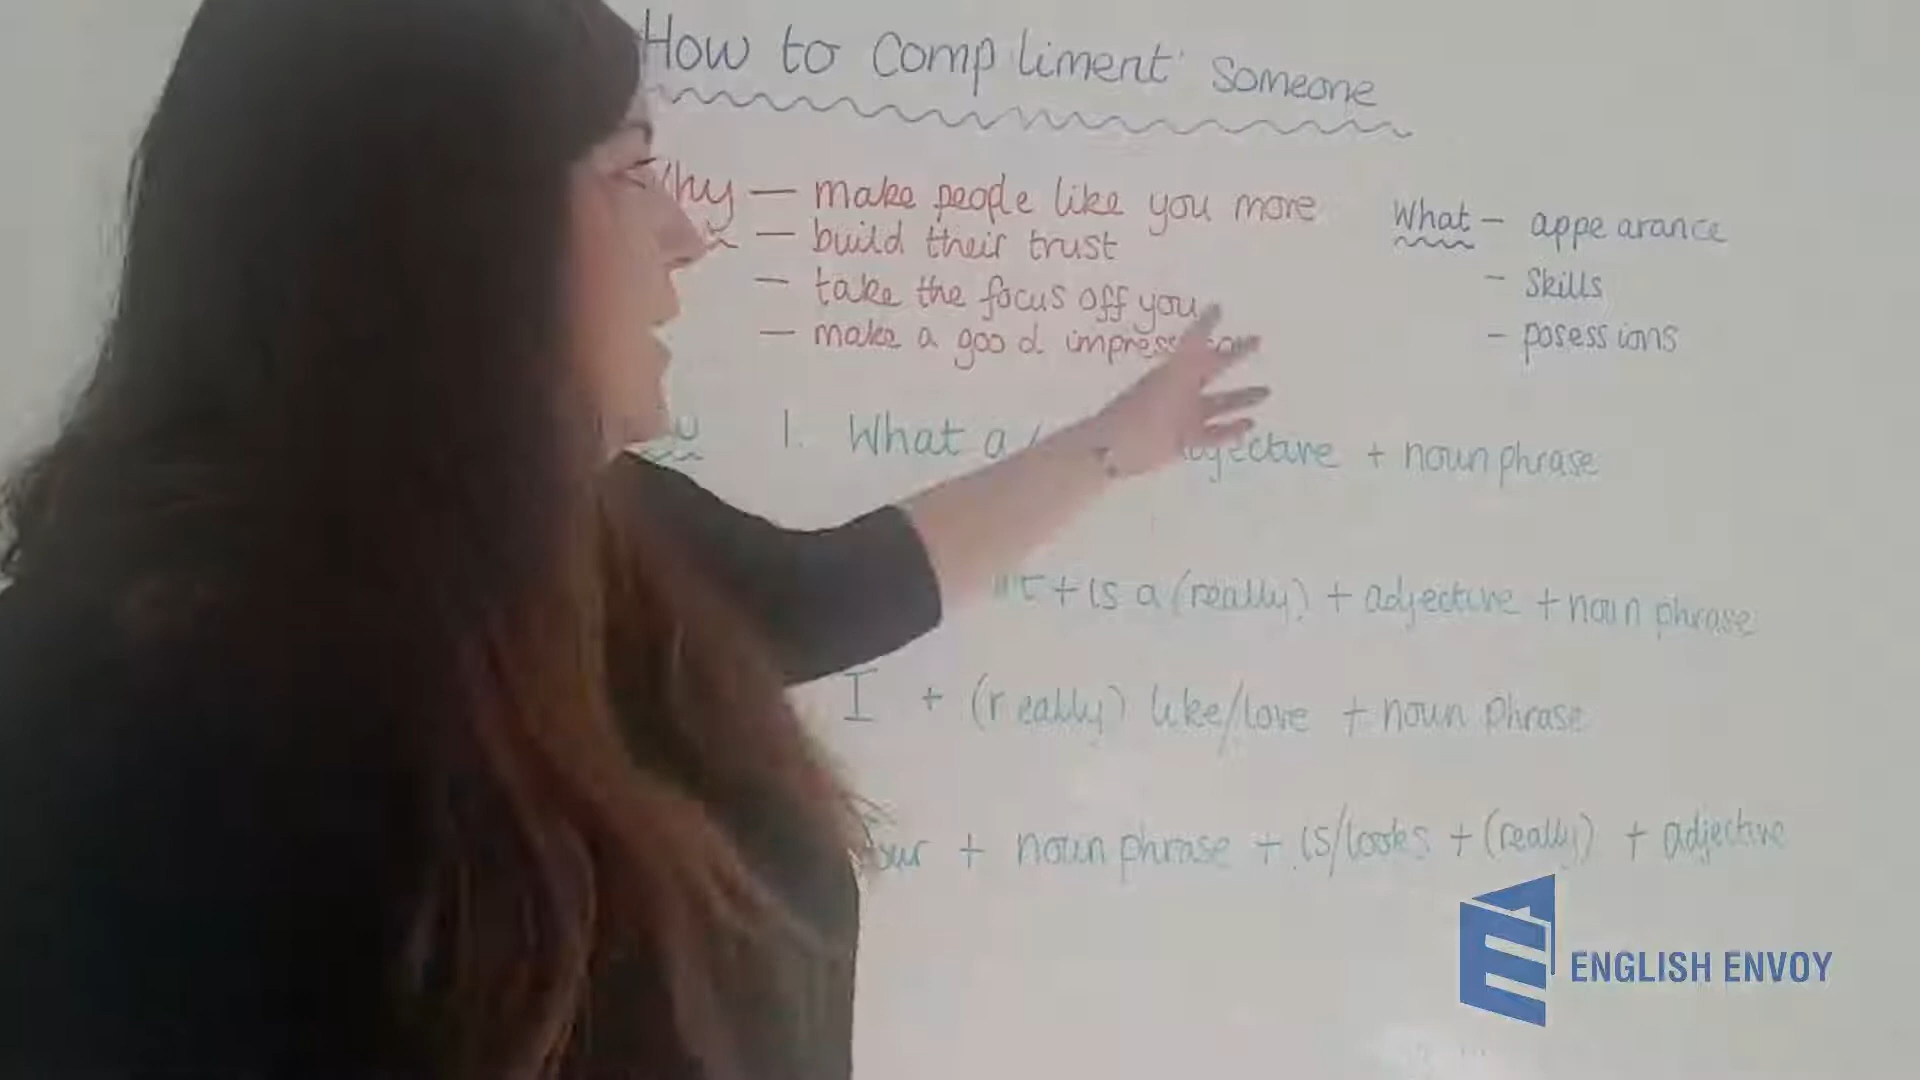 How to compliment someone
Why — make people like you more
— build their trust
— take the focus off you
— make a good impression
What – appearance
- skills
- posessions
1. What a adjective + noun phrase
+ is a (really) + adjective + noun phrase
I + (really) like/love + noun phrase
+ noun phrase + is/looks + (really) + adjective
ENGLISH ENVOY